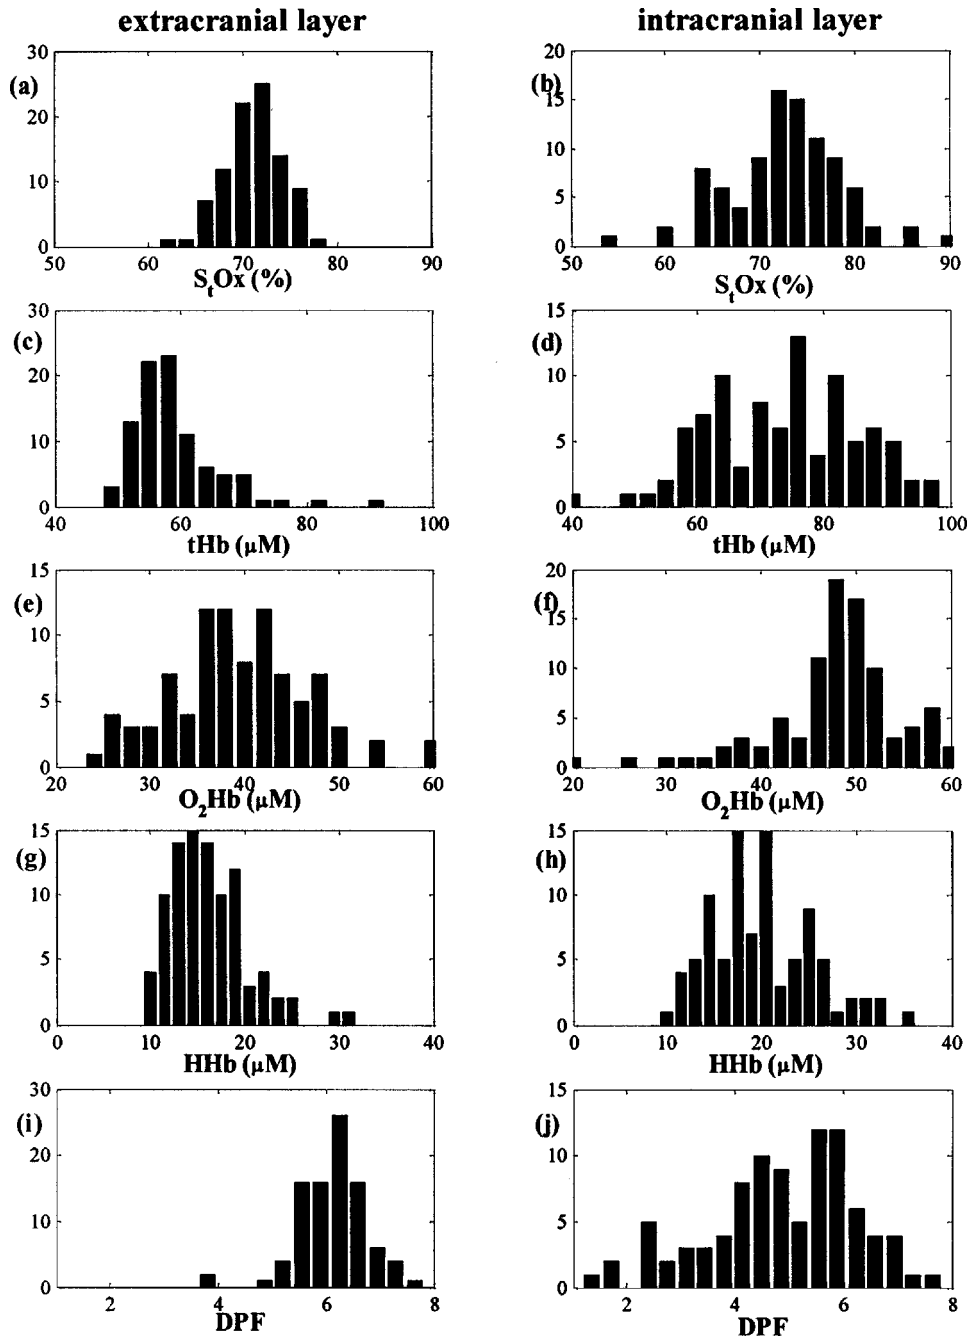 extracranial layer intracranial layer
30 20
(a) (b)
20 15
10
10 5
0 0
50 60 70 80 90 50 60 70 80 90
StOx (%) StOx (%)
30 15
(c) (d)
20 10
10 5
0 0
40 60 80 100 40 60 80 100
tHb (μM) tHb (μM)
15 20
(e) (f)
10 15
10
5 5
0 0
20 30 40 50 60 20 30 40 50 60
O2Hb (μM) O2Hb (μM)
15 15
(g) (h)
10 10
5 5
0 0
0 10 20 30 40 0 10 20 30 40
HHb (μM) HHb (μM)
30 15
(i) (j)
20 10
10 5
0 0
2 4 6 8 2 4 6 8
DPF DPF